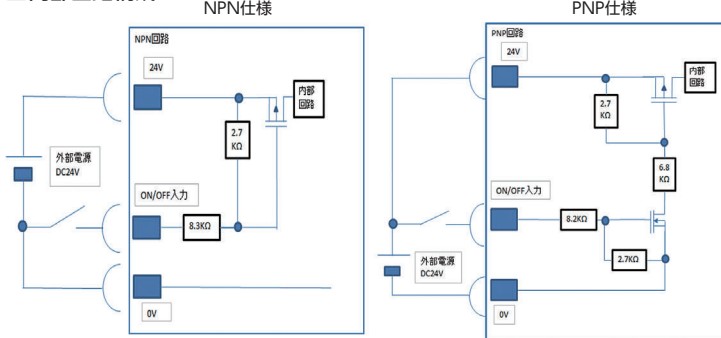 NPN仕様
NPN回路
24V
内部
回路
2.7
KΩ
外部電源
DC24V
ON/OFF入力
8.3KΩ
0V
PNP仕様
PNP回路
24V
内部
回路
2.7
KΩ
6.8
KΩ
ON/OFF入力
8.2KΩ
2.7KΩ
外部電源
DC24V
0V